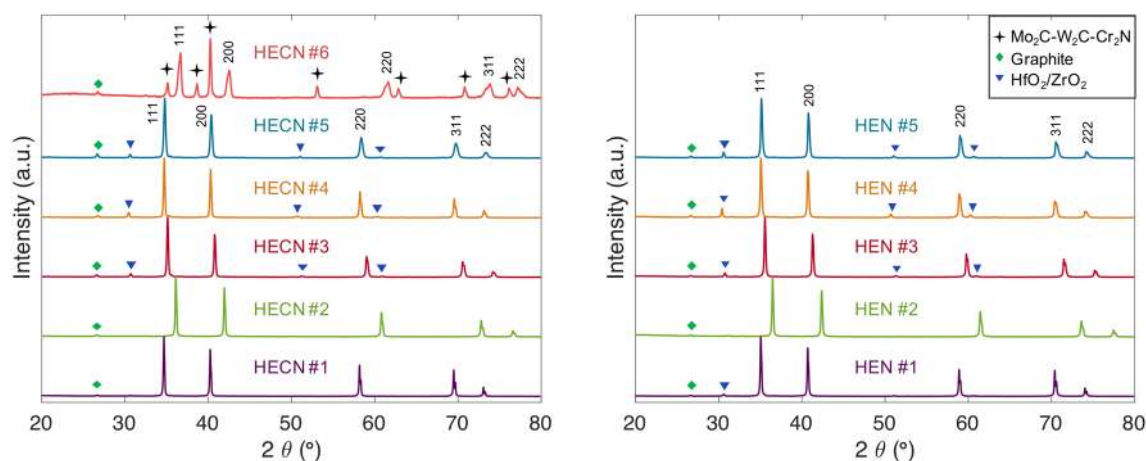 Intensity (a.u.)
HECN #6
111
200
220
311
222
HECN #5
111
200
220
311
222
HECN #4
HECN #3
HECN #2
HECN #1
20 30 40 50 60 70 80
2 θ (°)
Intensity (a.u.)
Mo₂C-W₂C-Cr₂N
Graphite
HfO₂/ZrO₂
111
200
220
311
222
HEN #5
HEN #4
HEN #3
HEN #2
HEN #1
20 30 40 50 60 70 80
2 θ (°)